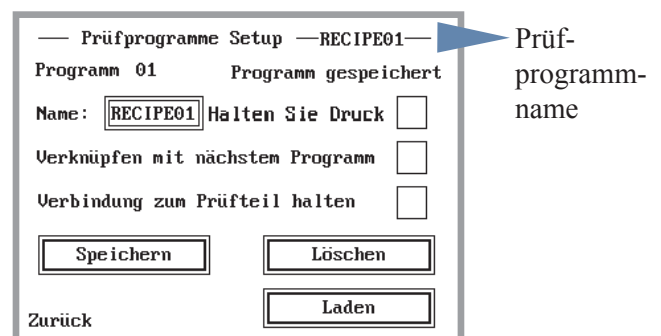 Prüfprogramme Setup RECIPE01
Programm 01 Programm gespeichert
Name: RECIPE01 Halten Sie Druck
Verknüpfen mit nächstem Programm
Verbindung zum Prüfteil halten
Speichern Löschen
Zurück Laden
Prüf-
programm-
name